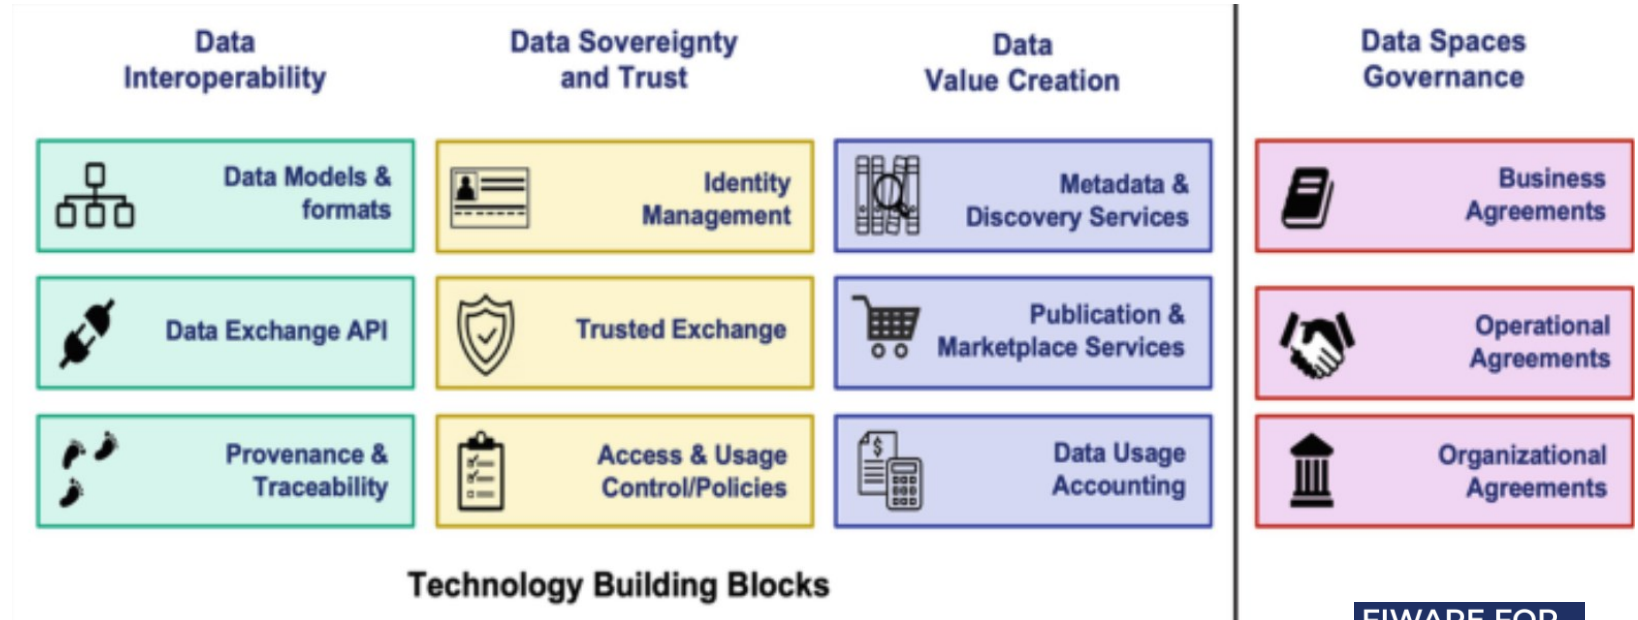 Data
Interoperability
Data Sovereignty
and Trust
Data
Value Creation
Data Spaces
Governance
Data Models &
formats
Identity
Management
Metadata &
Discovery Services
Business
Agreements
Data Exchange API
Trusted Exchange
Publication &
Marketplace Services
Operational
Agreements
Provenance &
Traceability
Access & Usage
Control/Policies
$
Data Usage
Accounting
Organizational
Agreements
Technology Building Blocks
FIWARE FOR